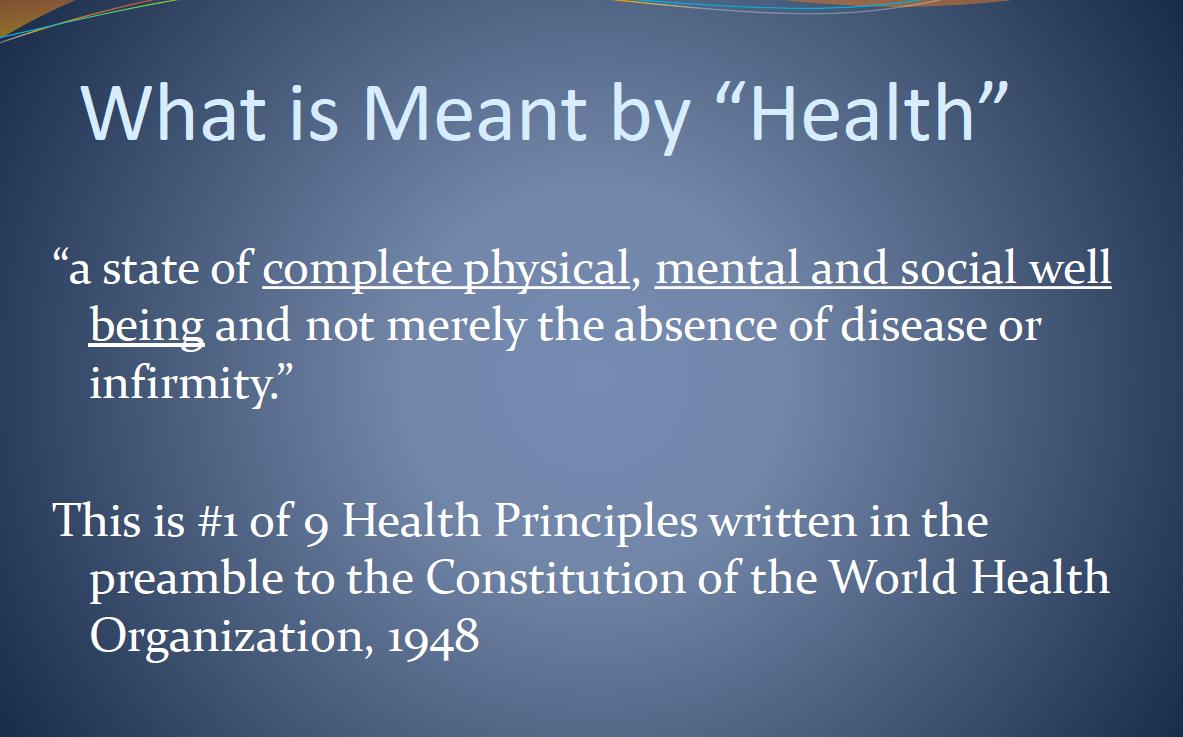 What is Meant by “Health”
“a state of complete physical, mental and social well
being and not merely the absence of disease or
infirmity.”
This is #1 of 9 Health Principles written in the
preamble to the Constitution of the World Health
Organization, 1948